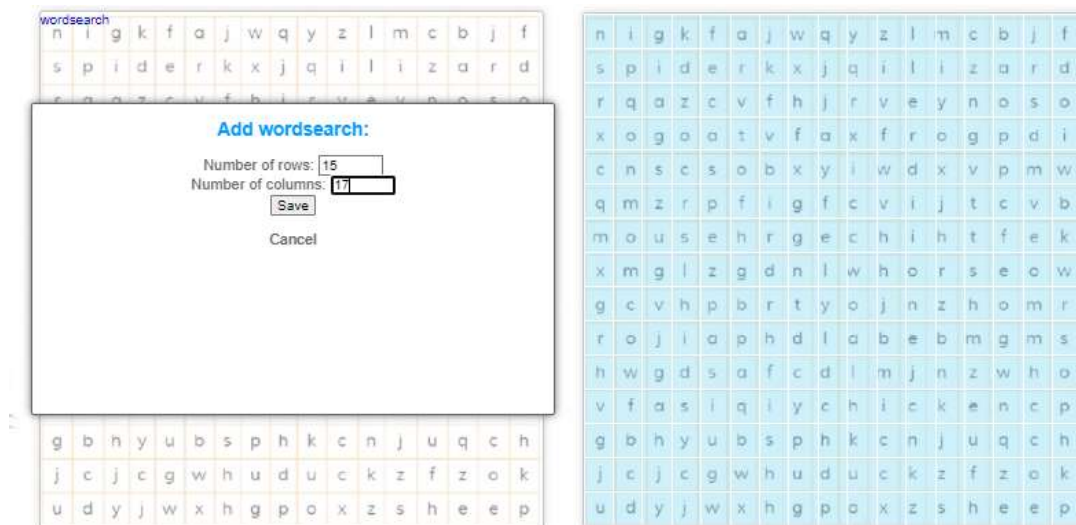 wordsearch
n i g k f a j w q y z l m c b j f
s p i d e r k x j q i l i z a r d
Add wordsearch:
Number of rows: 15
Number of columns: 17
Save
Cancel
g b h y u b s p h k c n j u q c h
j c j c g w h u d u c k z f z o k
u d y j w x h g p o x z s h e e p
n i g k f a j w q y z l m c b j f
s p i d e r k x j q i l i z a r d
r q a z c v f h j r v e y n o s o
x o g o a t v f a x f r o g p d i
c n s c s o b x y i w d x v p m w
q m z r p f i g f c v i j t c v b
m o u s e h r g e c h i h t f e k
x m g l z g d n l w h o r s e o w
g c v h p b r t y o j n z h o m r
r o j i a p h d l a b e b m g m s
h w g d s a f c d l m j n z w h o
v f a s i q i y c h i c k e n c p
g b h y u b s p h k c n j u q c h
j c j c g w h u d u c k z f z o k
u d y j w x h g p o x z s h e e p